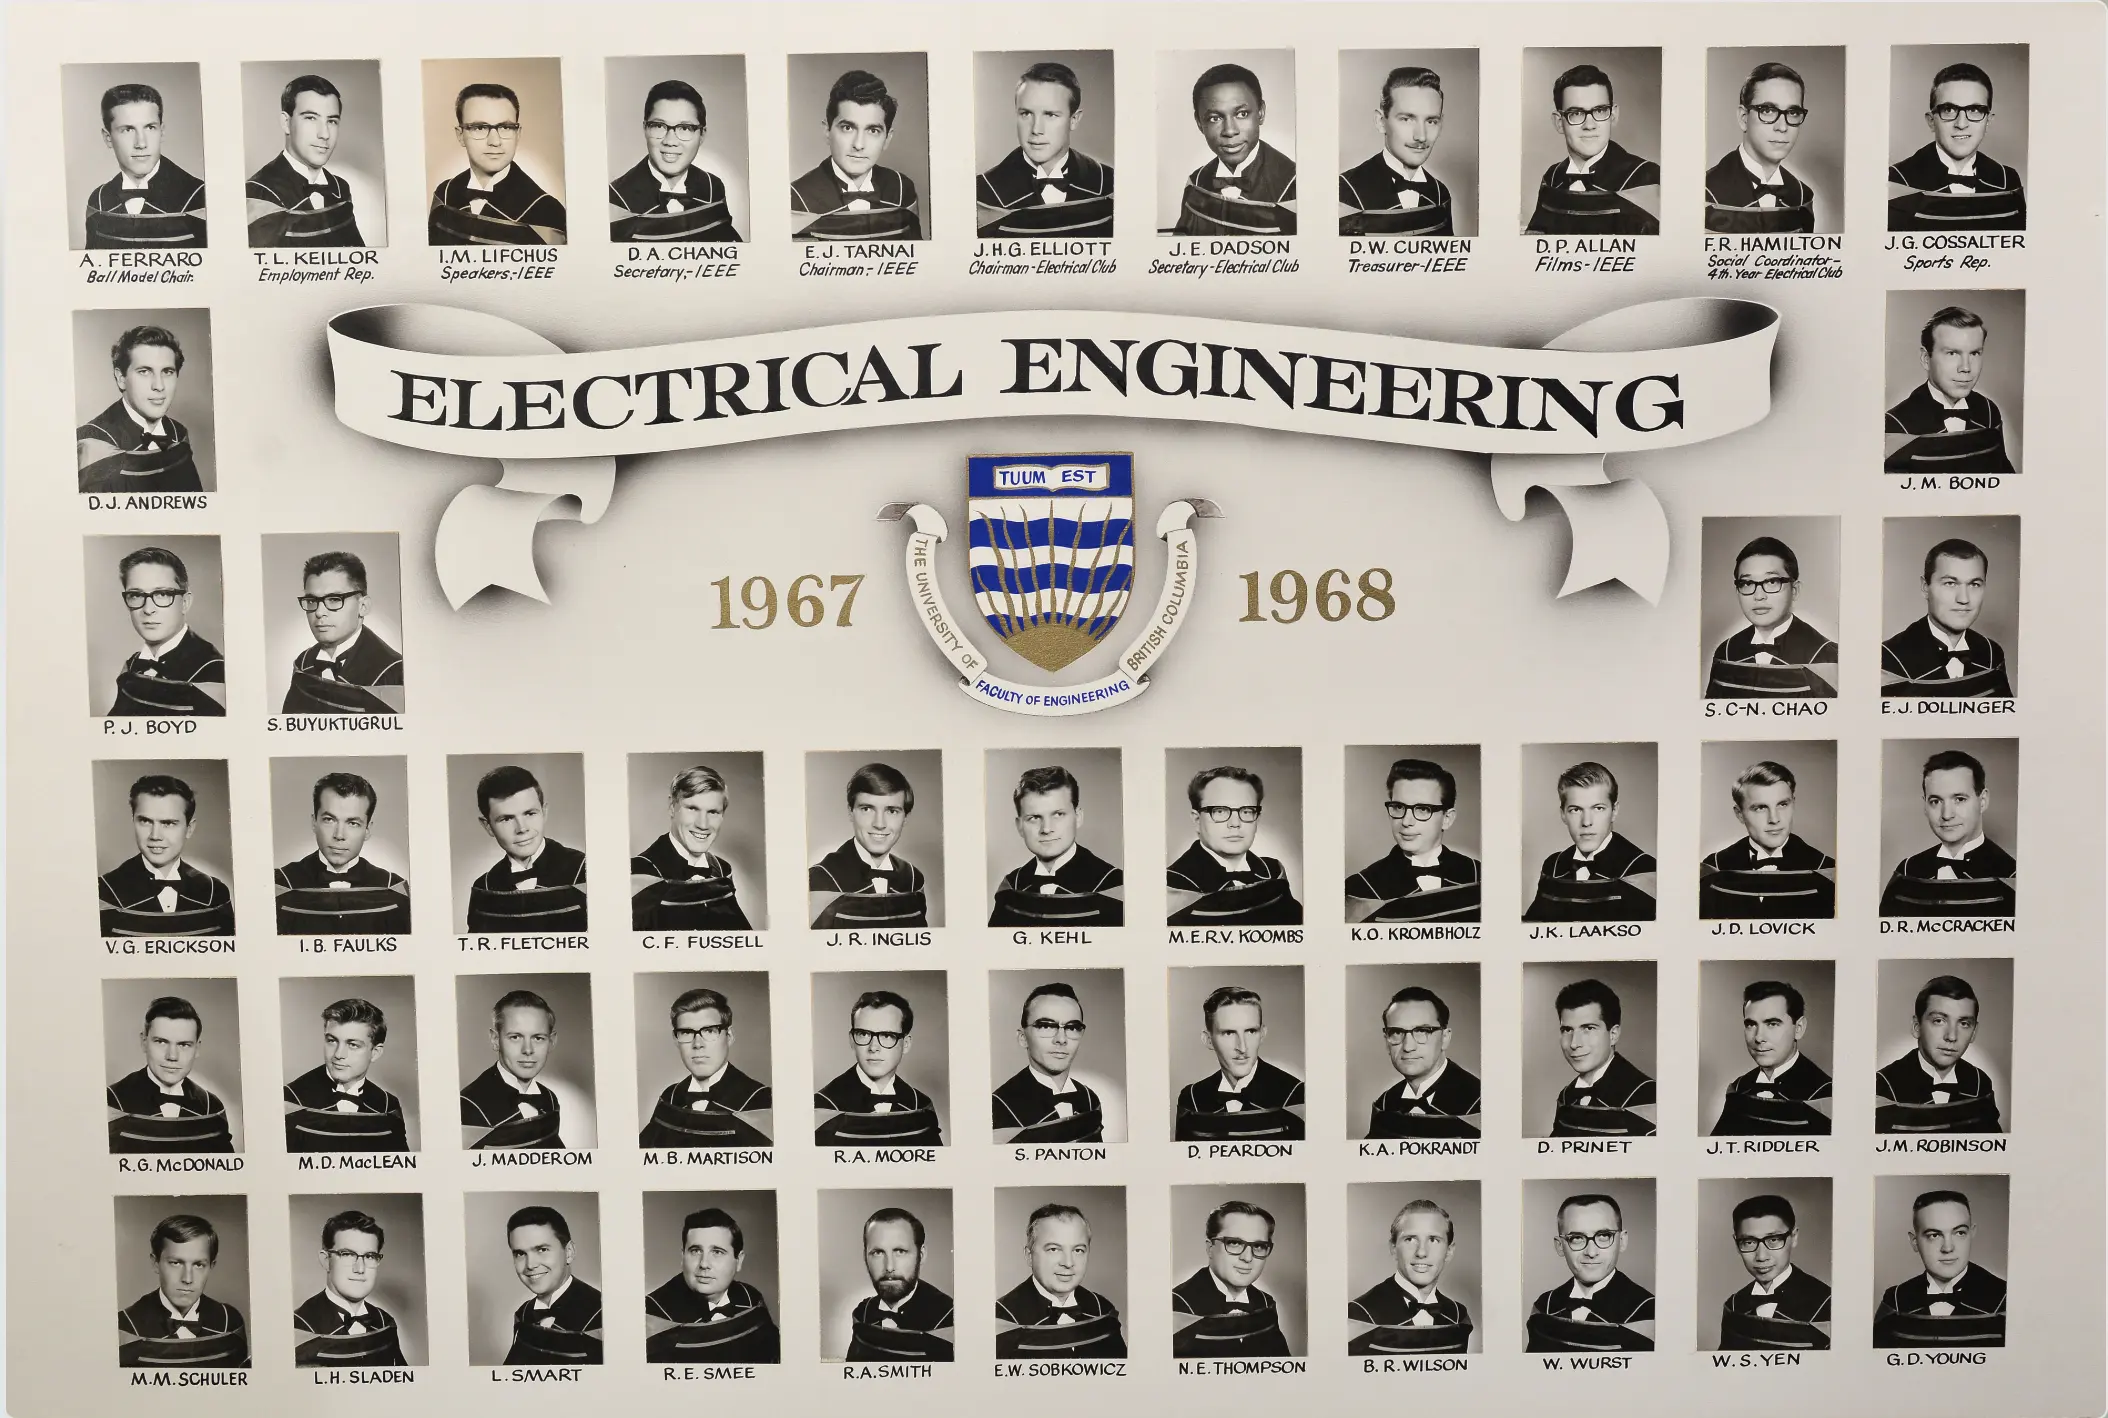 A. FERRARO
Ball Model Chair.
T. L. KEILLOR
Employment Rep.
I.M. LIFCHUS
Speakers,-IEEE
D. A. CHANG
Secretary,-IEEE
E.J. TARNAI
Chairman,-IEEE
J.H.G. ELLIOTT
Chairman-Electrical Club
J. E. DADSON
Secretary-Electrical Club
D.W. CURWEN
Treasurer-IEEE
D. P. ALLAN
Films-IEEE
F.R. HAMILTON
Social Coordinator-
4th. Year Electrical Club
J. G. COSSALTER
Sports Rep.
ELECTRICAL ENGINEERING
D. J. ANDREWS
J. M. BOND
TUUM EST
1967
1968
THE UNIVERSITY OF
BRITISH COLUMBIA
FACULTY OF ENGINEERING
P. J. BOYD
S. BUYUKTUGRUL
S. C-N. CHAO
E. J. DOLLINGER
V. G. ERICKSON
I. B. FAULKS
T. R. FLETCHER
C. F. FUSSELL
J. R. INGLIS
G. KEHL
M.E.R.V. KOOMBS
K.O. KROMBHOLZ
J.K. LAAKSO
J. D. LOVICK
D. R. McCRACKEN
R.G. McDONALD
M.D. MacLEAN
J. MADDEROM
M. B. MARTISON
R.A. MOORE
S. PANTON
D. PEARDON
K.A. POKRANDT
D. PRINET
J. T. RIDDLER
J.M. ROBINSON
M.M. SCHULER
L.H. SLADEN
L. SMART
R. E. SMEE
R.A. SMITH
E.W. SOBKOWICZ
N.E. THOMPSON
B. R. WILSON
W. WURST
W. S. YEN
G. D. YOUNG